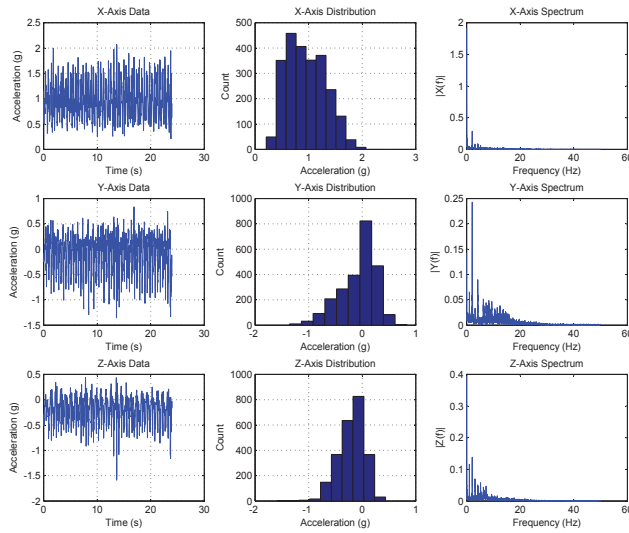 X-Axis Data
Acceleration (g)
2.5
2
1.5
1
0.5
0
0 10 20 30
Time (s)
X-Axis Distribution
Count
500
400
300
200
100
0
0 1 2 3
Acceleration (g)
X-Axis Spectrum
|X(f)|
2
1.5
1
0.5
0
0 20 40 60
Frequency (Hz)
Y-Axis Data
Acceleration (g)
1
0.5
0
-0.5
-1
-1.5
0 10 20 30
Time (s)
Y-Axis Distribution
Count
1000
800
600
400
200
0
-2 -1 0 1
Acceleration (g)
Y-Axis Spectrum
|Y(f)|
0.25
0.2
0.15
0.1
0.05
0
0 20 40 60
Frequency (Hz)
Z-Axis Data
Acceleration (g)
0.5
0
-0.5
-1
-1.5
-2
0 10 20 30
Time (s)
Z-Axis Distribution
Count
1000
800
600
400
200
0
-2 -1 0 1
Acceleration (g)
Z-Axis Spectrum
|Z(f)|
0.4
0.3
0.2
0.1
0
0 20 40 60
Frequency (Hz)